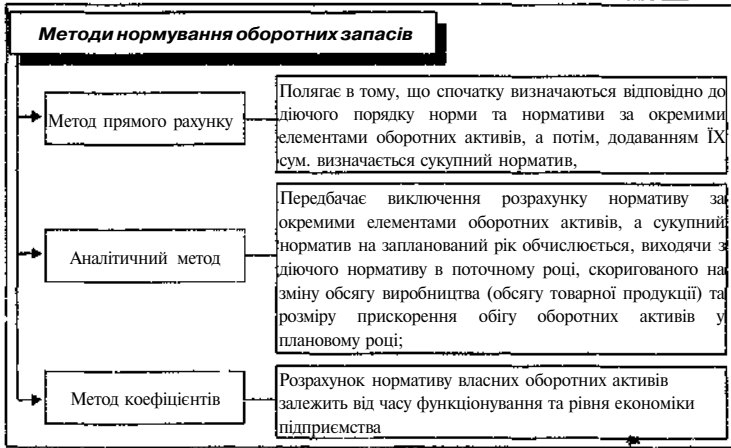 Методи нормування оборотних запасів
Метод прямого рахунку
Полягає в тому, що спочатку визначаються відповідно до
діючого порядку норми та нормативи за окремими
елементами оборотних активів, а потім, додаванням ЇХ
сум. визначається сукупний норматив,
Аналітичний метод
Передбачає виключення розрахунку нормативу за
окремими елементами оборотних активів, а сукупний
норматив на запланований рік обчислюється, виходячи з
діючого нормативу в поточному році, скоригованого на
зміну обсягу виробництва (обсягу товарної продукції) та
розміру прискорення обігу оборотних активів у
плановому році;
Метод коефіцієнтів
Розрахунок нормативу власних оборотних активів
залежить від часу функціонування та рівня економіки
підприємства